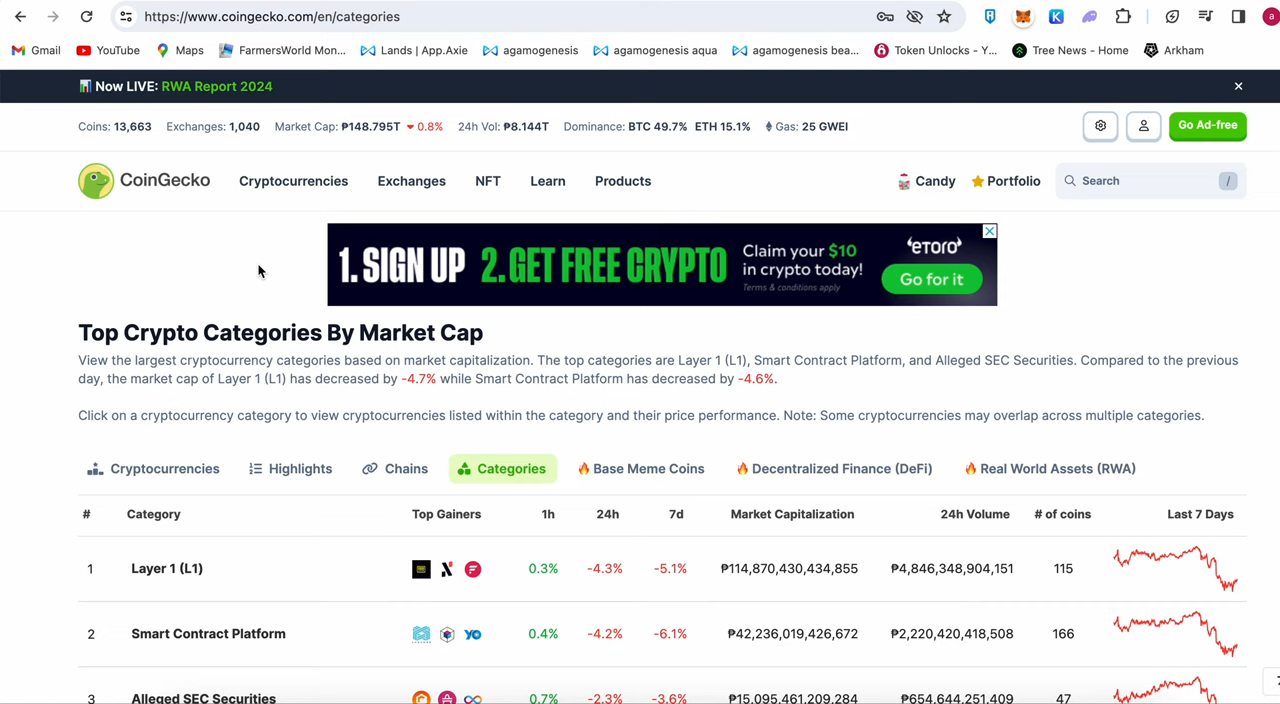 https://www.coingecko.com/en/categories
a
Gmail YouTube Maps FarmersWorld Mon... Lands | App.Axie agamogenesis agamogenesis aqua agamogenesis bea... Token Unlocks - Y... Tree News - Home Arkham
Now LIVE: RWA Report 2024
Coins: 13,663 Exchanges: 1,040 Market Cap: ₱148.795T 0.8% 24h Vol: ₱8.144T Dominance: BTC 49.7% ETH 15.1% Gas: 25 GWEI
Go Ad-free
CoinGecko Cryptocurrencies Exchanges NFT Learn Products Candy Portfolio Search /
1. SIGN UP 2. GET FREE CRYPTO
Claim your $10
in crypto today!
Terms & conditions apply
eToro
Go for it
Top Crypto Categories By Market Cap
View the largest cryptocurrency categories based on market capitalization. The top categories are Layer 1 (L1), Smart Contract Platform, and Alleged SEC Securities. Compared to the previous
day, the market cap of Layer 1 (L1) has decreased by -4.7% while Smart Contract Platform has decreased by -4.6%.
Click on a cryptocurrency category to view cryptocurrencies listed within the category and their price performance. Note: Some cryptocurrencies may overlap across multiple categories.
Cryptocurrencies Highlights Chains Categories Base Meme Coins Decentralized Finance (DeFi) Real World Assets (RWA)
# Category Top Gainers 1h 24h 7d Market Capitalization 24h Volume # of coins Last 7 Days
1 Layer 1 (L1) 0.3% -4.3% -5.1% ₱114,870,430,434,855 ₱4,846,348,904,151 115
2 Smart Contract Platform YO 0.4% -4.2% -6.1% ₱42,236,019,426,672 ₱2,220,420,418,508 166
3 Alleged SEC Securities 0.7% -2.3% -3.6% ₱15,095,461,209,284 ₱654,644,251,409 47